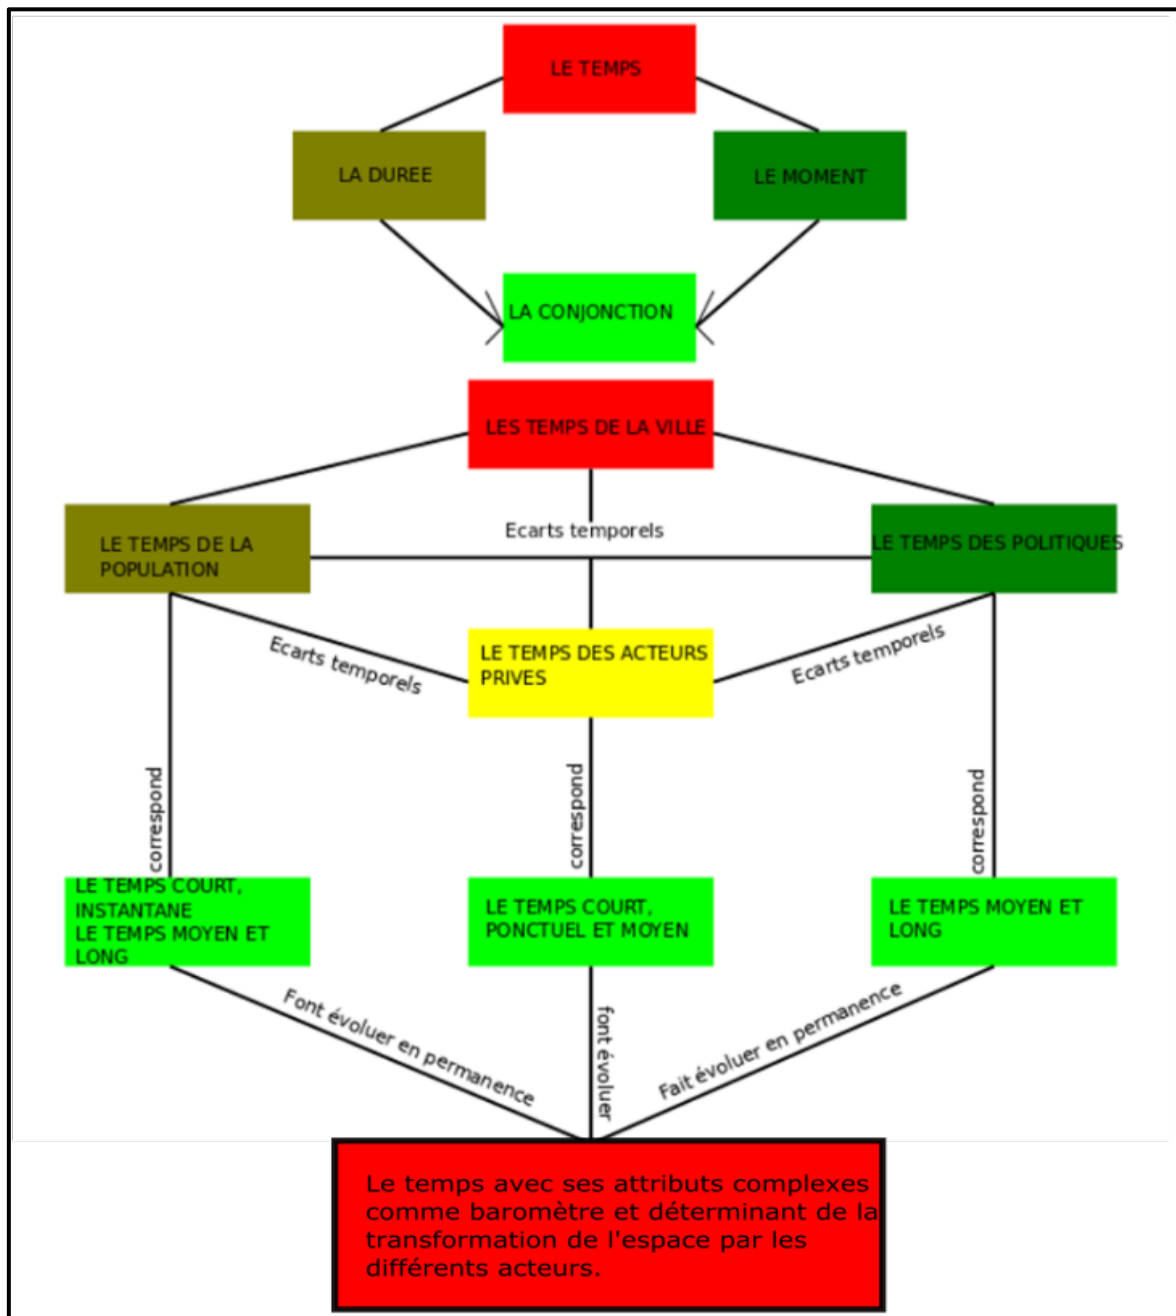 LE TEMPS
LA DUREE
LE MOMENT
LA CONJONCTION
LES TEMPS DE LA VILLE
Ecarts temporels
LE TEMPS DE LA
POPULATION
LE TEMPS DES POLITIQUES
Ecarts temporels
LE TEMPS DES ACTEURS
PRIVES
Ecarts temporels
correspond
correspond
correspond
LE TEMPS COURT,
INSTANTANE
LE TEMPS MOYEN ET
LONG
LE TEMPS COURT,
PONCTUEL ET MOYEN
LE TEMPS MOYEN ET
LONG
Font évoluer en permanence
font évoluer
Fait évoluer en permanence
Le temps avec ses attributs complexes
comme baromètre et déterminant de la
transformation de l'espace par les
différents acteurs.